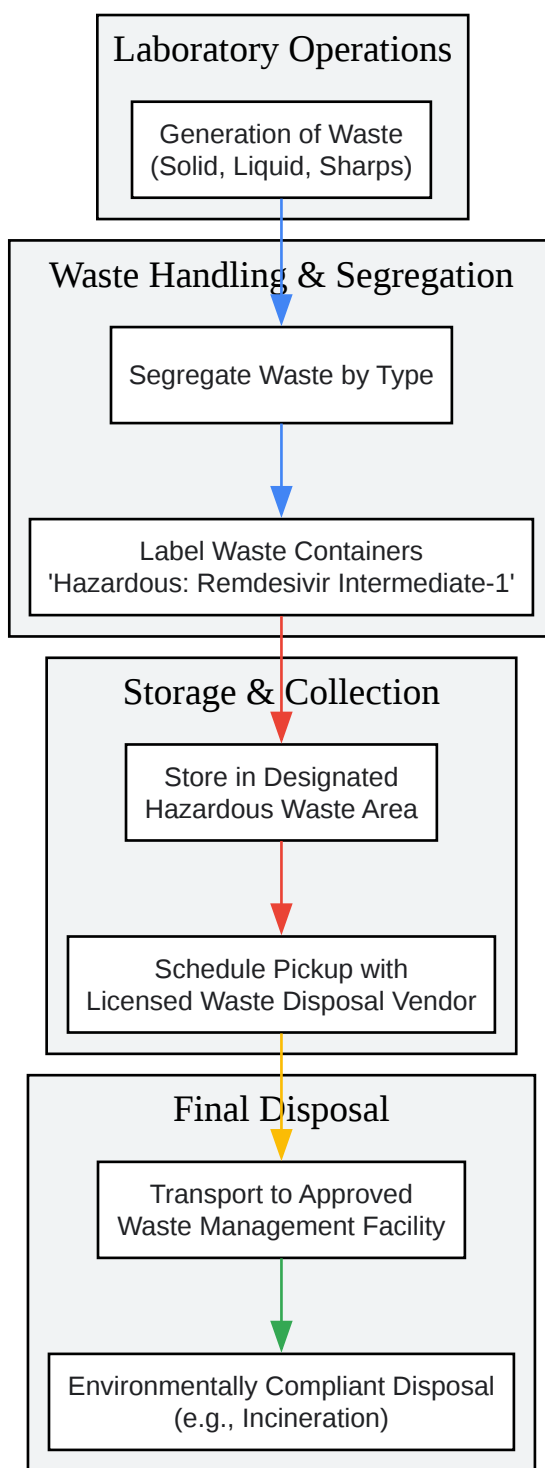 Laboratory Operations
Generation of Waste
(Solid, Liquid, Sharps)
Waste Handling & Segregation
Segregate Waste by Type
Label Waste Containers
'Hazardous: Remdesivir Intermediate-1'
Storage & Collection
Store in Designated
Hazardous Waste Area
Schedule Pickup with
Licensed Waste Disposal Vendor
Final Disposal
Transport to Approved
Waste Management Facility
Environmentally Compliant Disposal
(e.g., Incineration)